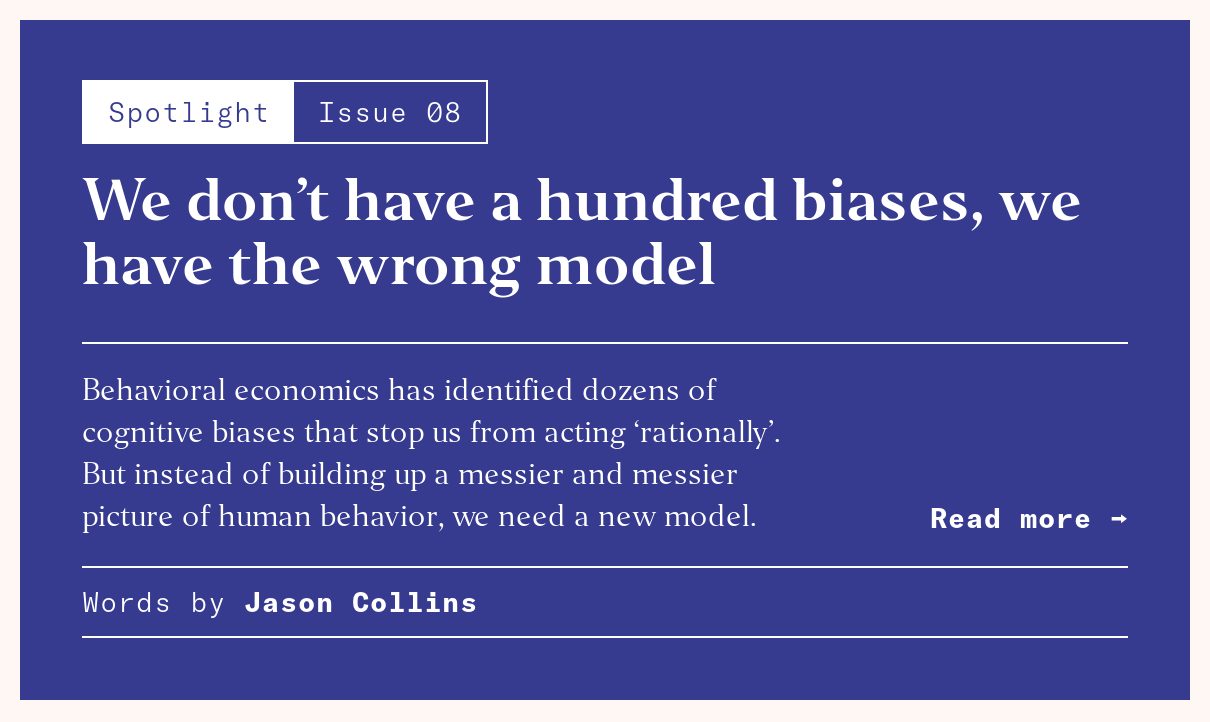 Spotlight Issue 08
We don’t have a hundred biases, we
have the wrong model
Behavioral economics has identified dozens of
cognitive biases that stop us from acting ‘rationally’.
But instead of building up a messier and messier
picture of human behavior, we need a new model.
Read more →
Words by Jason Collins